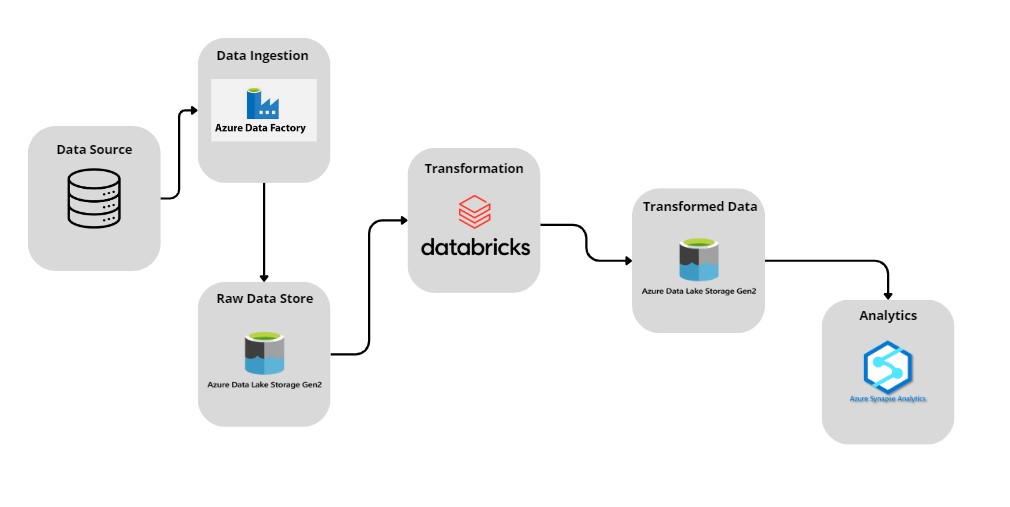 Data Ingestion
Azure Data Factory
Data Source
Raw Data Store
Azure Data Lake Storage Gen2
Transformation
databricks
Transformed Data
Azure Data Lake Storage Gen2
Analytics
Azure Synapse Analytics